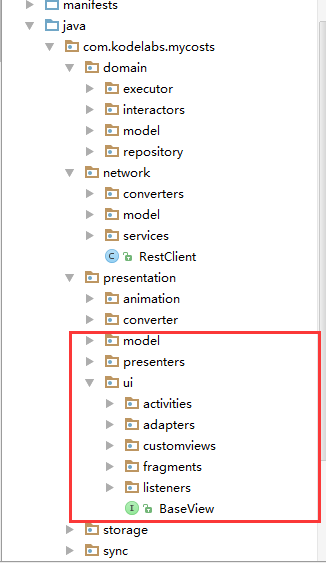 manifests
java
com.kodelabs.mycosts
domain
executor
interactors
model
repository
network
converters
model
services
RestClient
presentation
animation
converter
model
presenters
ui
activities
adapters
customviews
fragments
listeners
BaseView
storage
sync